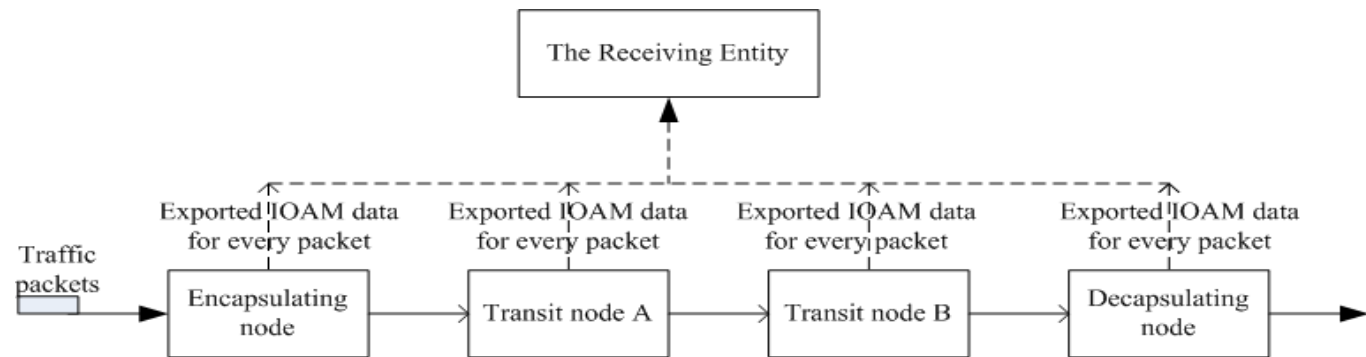 The Receiving Entity
Exported IOAM data
for every packet
Exported IOAM data
for every packet
Exported IOAM data
for every packet
Exported IOAM data
for every packet
Traffic
packets
Encapsulating
node
Transit node A
Transit node B
Decapsulating
node